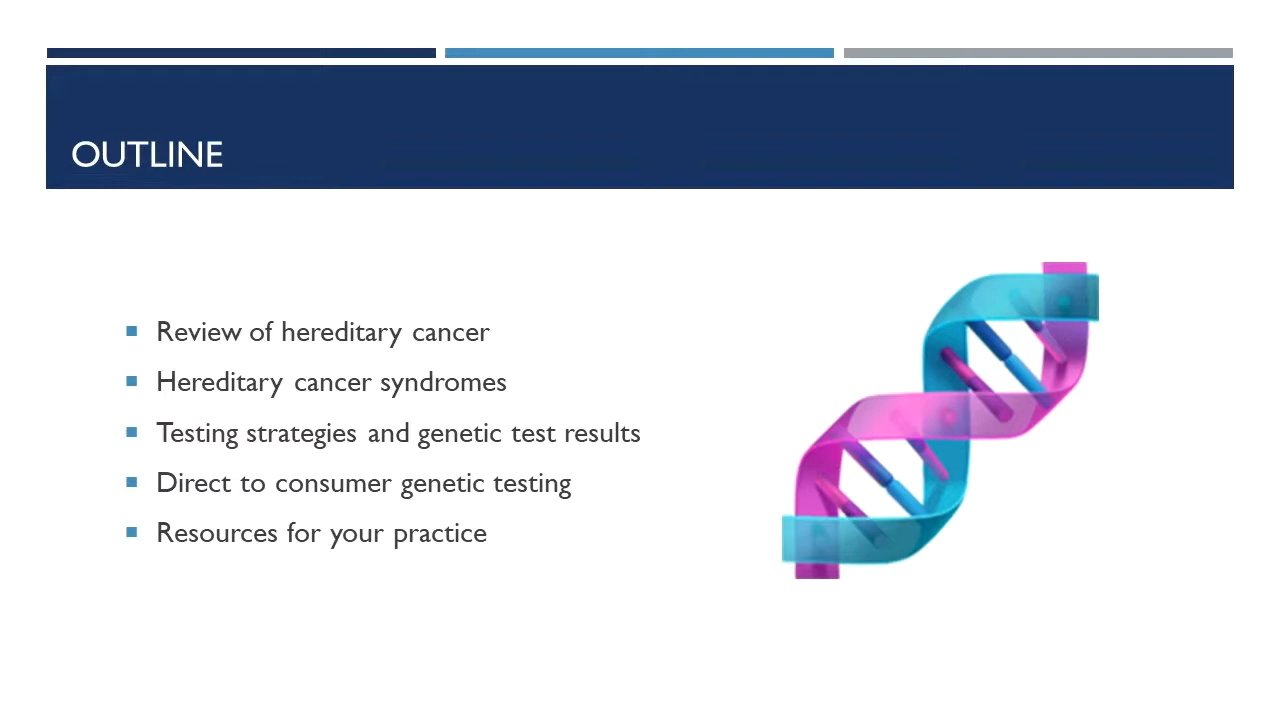 OUTLINE
Review of hereditary cancer
Hereditary cancer syndromes
Testing strategies and genetic test results
Direct to consumer genetic testing
Resources for your practice